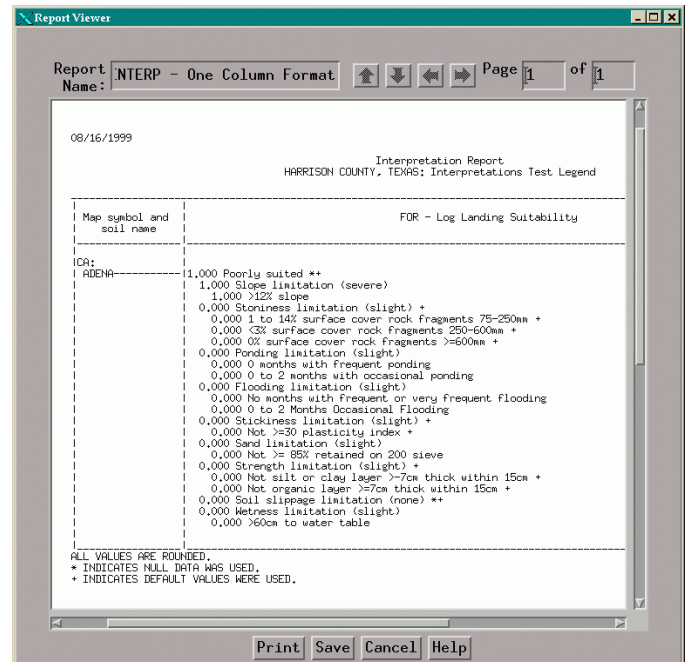 Report Viewer
Report Name: NTERP - One Column Format Page 1 of 1
08/16/1999
Interpretation Report
HARRISON COUNTY, TEXAS: Interpretations Test Legend
Map symbol and soil name
FOR - Log Landing Suitability
CA:
ADENA-----------|1.000 Poorly suited *+
1.000 Slope limitation (severe)
1.000 >12% slope
0.000 Stoniness limitation (slight) +
0.000 1 to 14% surface cover rock fragments 75-250mm +
0.000 <3% surface cover rock fragments 250-600mm +
0.000 0% surface cover rock fragments >=600mm +
0.000 Ponding limitation (slight)
0.000 0 months with frequent ponding
0.000 0 to 2 months with occasional ponding
0.000 Flooding limitation (slight)
0.000 No months with frequent or very frequent flooding
0.000 0 to 2 Months Occasional Flooding
0.000 Stickiness limitation (slight) +
0.000 Not >=30 plasticity index +
0.000 Sand limitation (slight)
0.000 Not >= 85% retained on 200 sieve
0.000 Strength limitation (slight) +
0.000 Not silt or clay layer >-7cm thick within 15cm +
0.000 Not organic layer >=7cm thick within 15cm +
0.000 Soil slippage limitation (none) *+
0.000 Wetness limitation (slight)
0.000 >60cm to water table
ALL VALUES ARE ROUNDED.
* INDICATES NULL DATA WAS USED.
+ INDICATES DEFAULT VALUES WERE USED.
Print Save Cancel Help